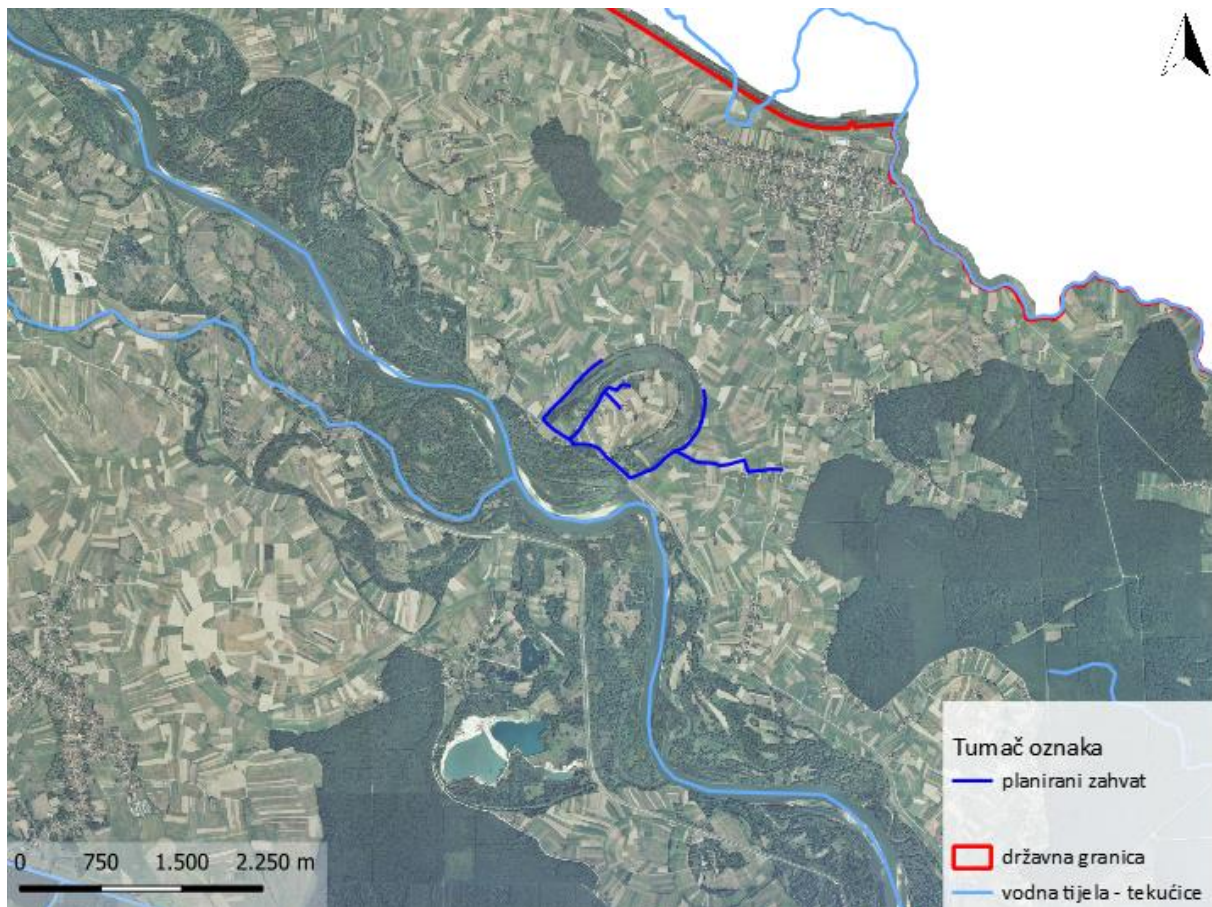 Tumač oznaka
planirani zahvat
državna granica
vodna tijela - tekućice
0 750 1.500 2.250 m